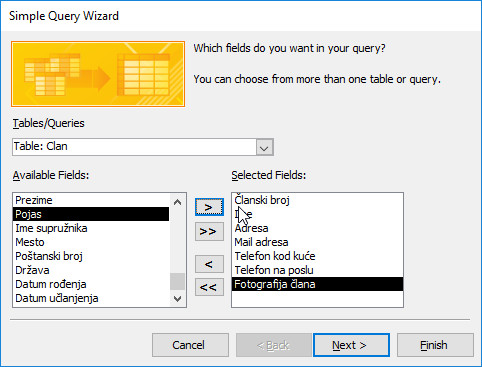 Simple Query Wizard
Which fields do you want in your query?
You can choose from more than one table or query.
Tables/Queries
Table: Clan
Available Fields:
Selected Fields:
Prezime
Pojas
Ime supružnika
Mesto
Poštanski broj
Država
Datum rođenja
Datum učlanjenja
>
>>
<
<<
Članski broj
Adresa
Mail adresa
Telefon kod kuće
Telefon na poslu
Fotografija člana
Cancel
< Back
Next >
Finish